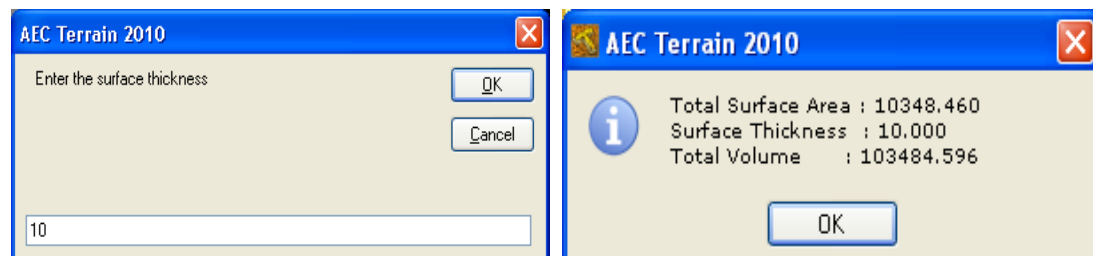 AEC Terrain 2010
Enter the surface thickness
OK
Cancel
10
AEC Terrain 2010
Total Surface Area : 10348.460
Surface Thickness : 10.000
Total Volume : 103484.596
OK